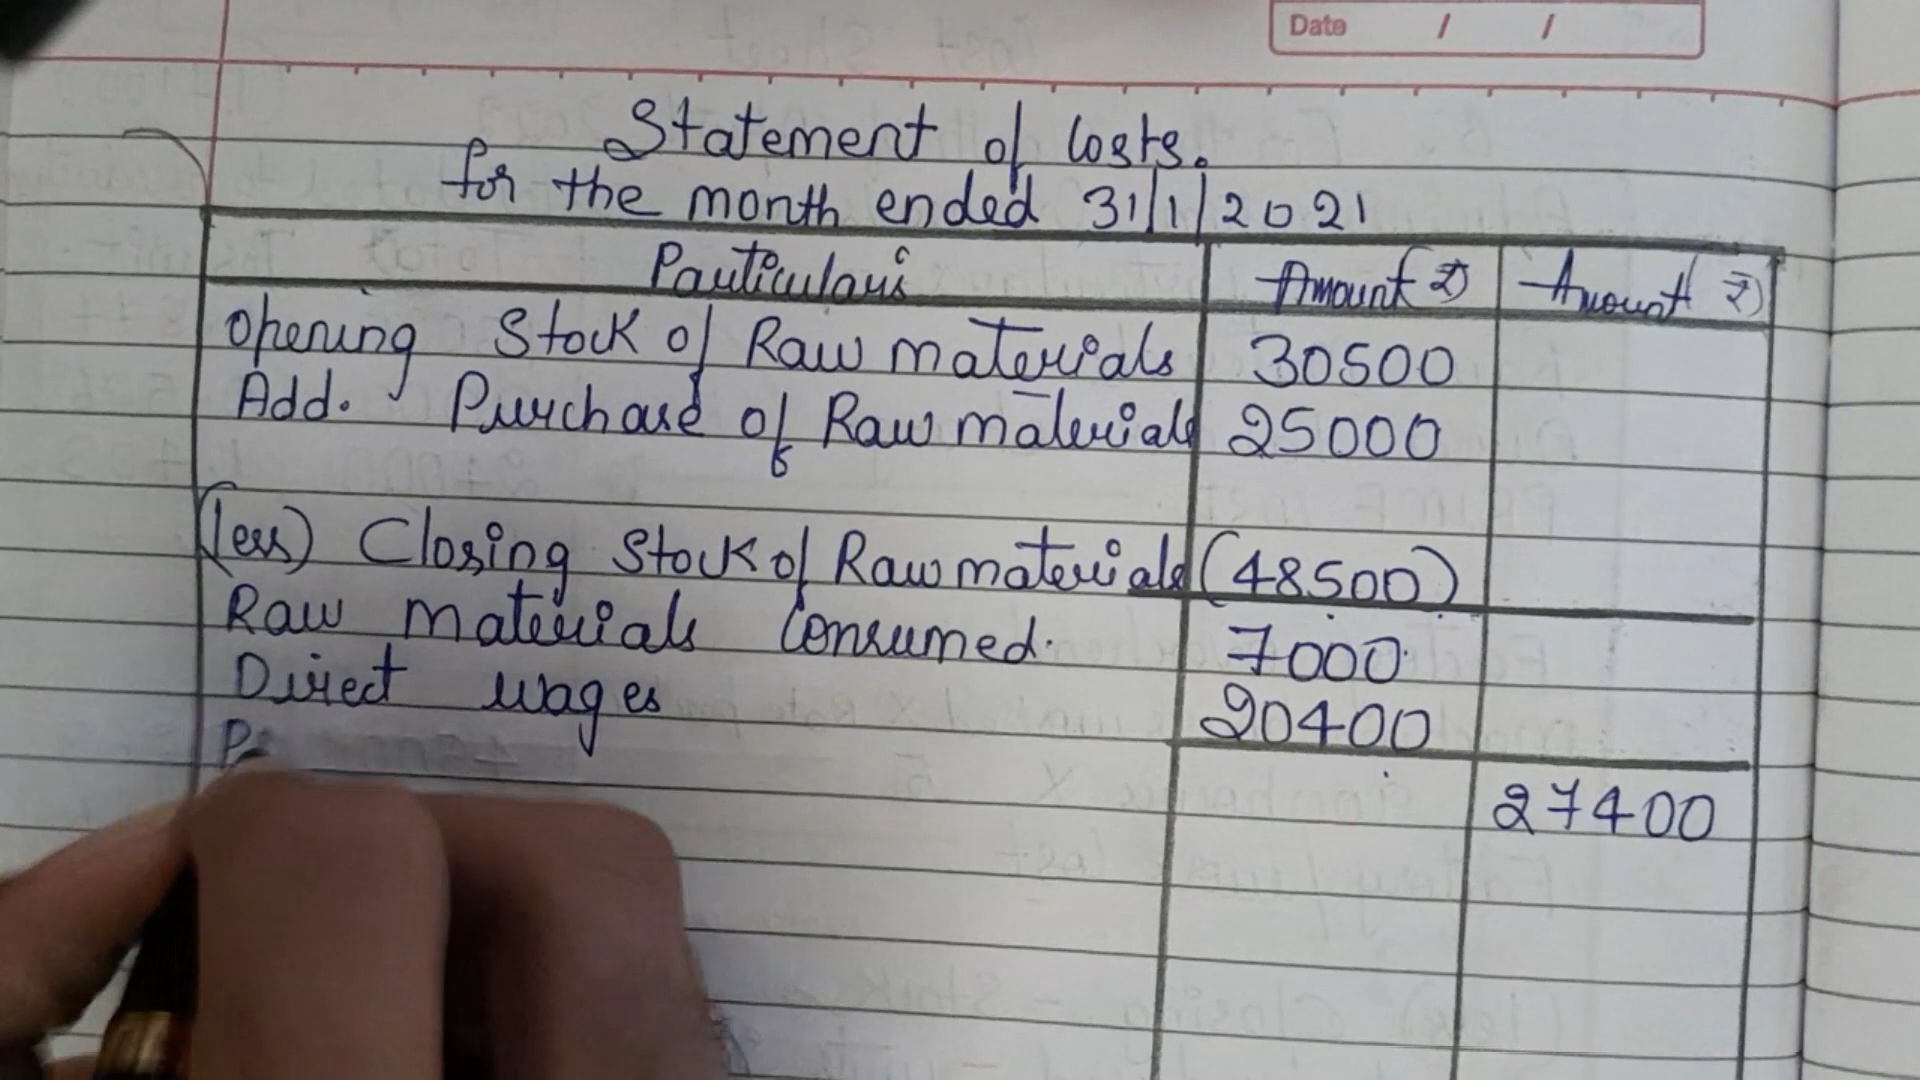 Date / /
Statement of Costs.
for the month ended 31/1/2021
Particulars Amount ₹) Amount ₹)
Opening Stock of Raw materials 30500
Add. Purchase of Raw materials 25000
(less) Closing Stock of Raw materials (48500)
Raw materials Consumed. 7000
Direct wages 20400
P
27400